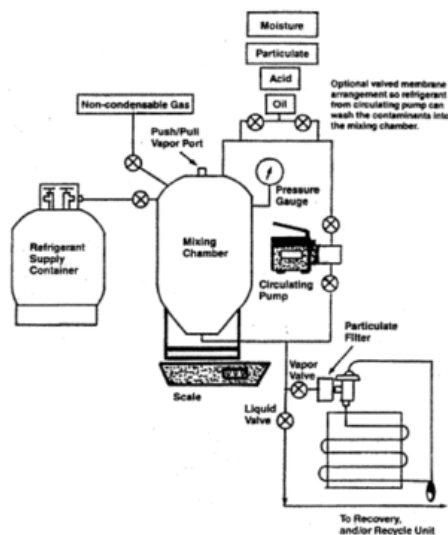 Moisture
Particulate
Acid
Oil
Optional valved membrane
arrangement so refrigerant
from circulating pump can
wash the contaminants into
the mixing chamber.
Non-condensable Gas
Push/Pull
Vapor Port
Pressure
Gauge
Refrigerant
Supply
Container
Mixing
Chamber
Circulating
Pump
Particulate
Filter
Vapor
Valve
Scale
Liquid
Valve
To Recovery,
and/or Recycle Unit